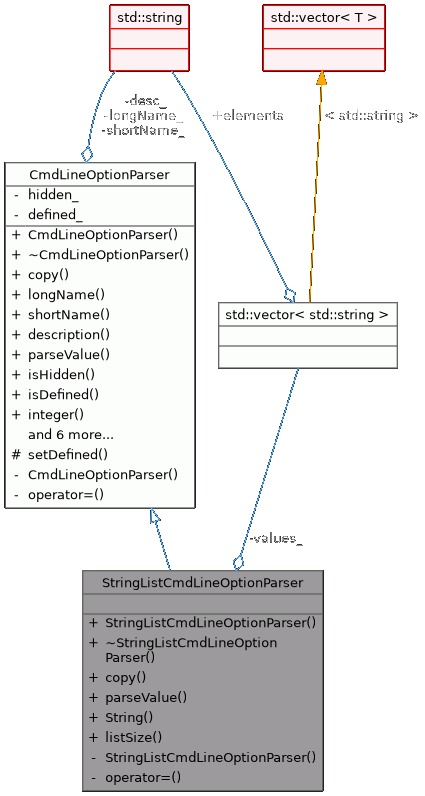 std::string
std::vector< T >
-desc_
-longName_
-shortName_
+elements
< std::string >
CmdLineOptionParser
- hidden_
- defined_
+ CmdLineOptionParser()
+ ~CmdLineOptionParser()
+ copy()
+ longName()
+ shortName()
+ description()
+ parseValue()
+ isHidden()
+ isDefined()
+ integer()
and 6 more...
# setDefined()
- CmdLineOptionParser()
- operator=()
std::vector< std::string >
-values_
StringListCmdLineOptionParser
+ StringListCmdLineOptionParser()
+ ~StringListCmdLineOption
Parser()
+ copy()
+ parseValue()
+ String()
+ listSize()
- StringListCmdLineOptionParser()
- operator=()